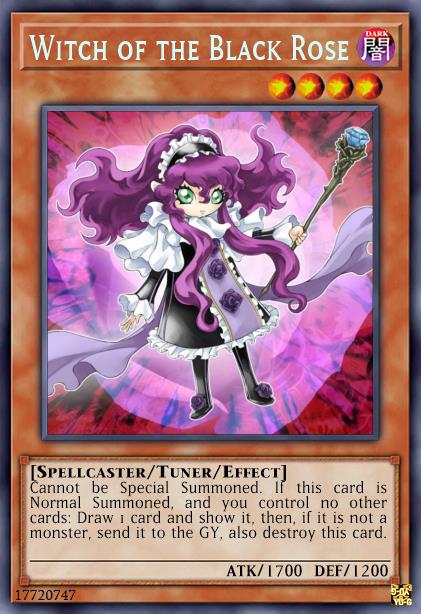 Witch of the Black Rose
DARK
闇
[Spellcaster/Tuner/Effect]
Cannot be Special Summoned. If this card is
Normal Summoned, and you control no other
cards: Draw 1 card and show it, then, if it is not a
monster, send it to the GY, also destroy this card.
ATK/1700 DEF/1200
17720747